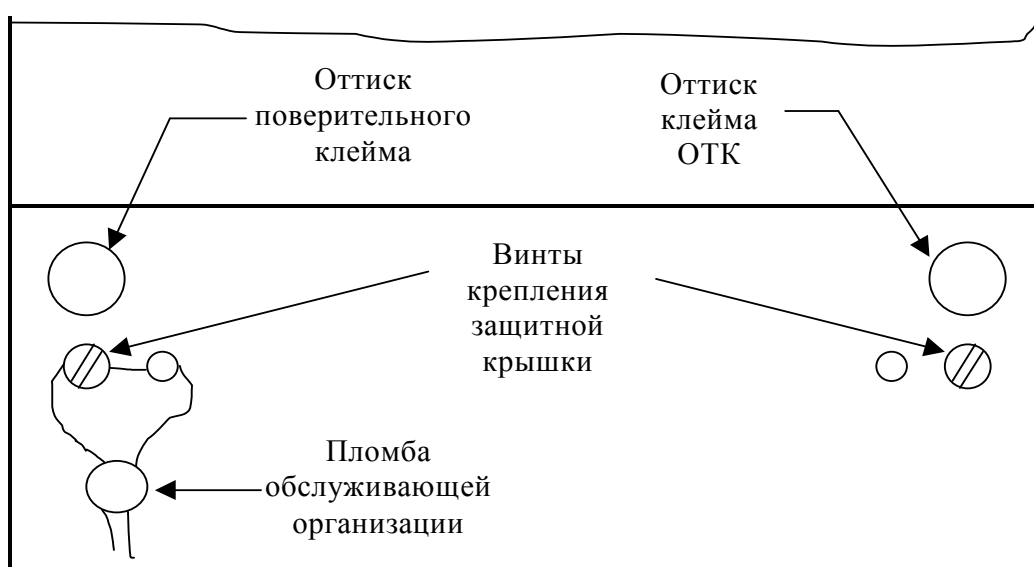 Оттиск
поверительного
клейма
Оттиск
клейма
ОТК
Винты
крепления
защитной
крышки
Пломба
обслуживающей
организации